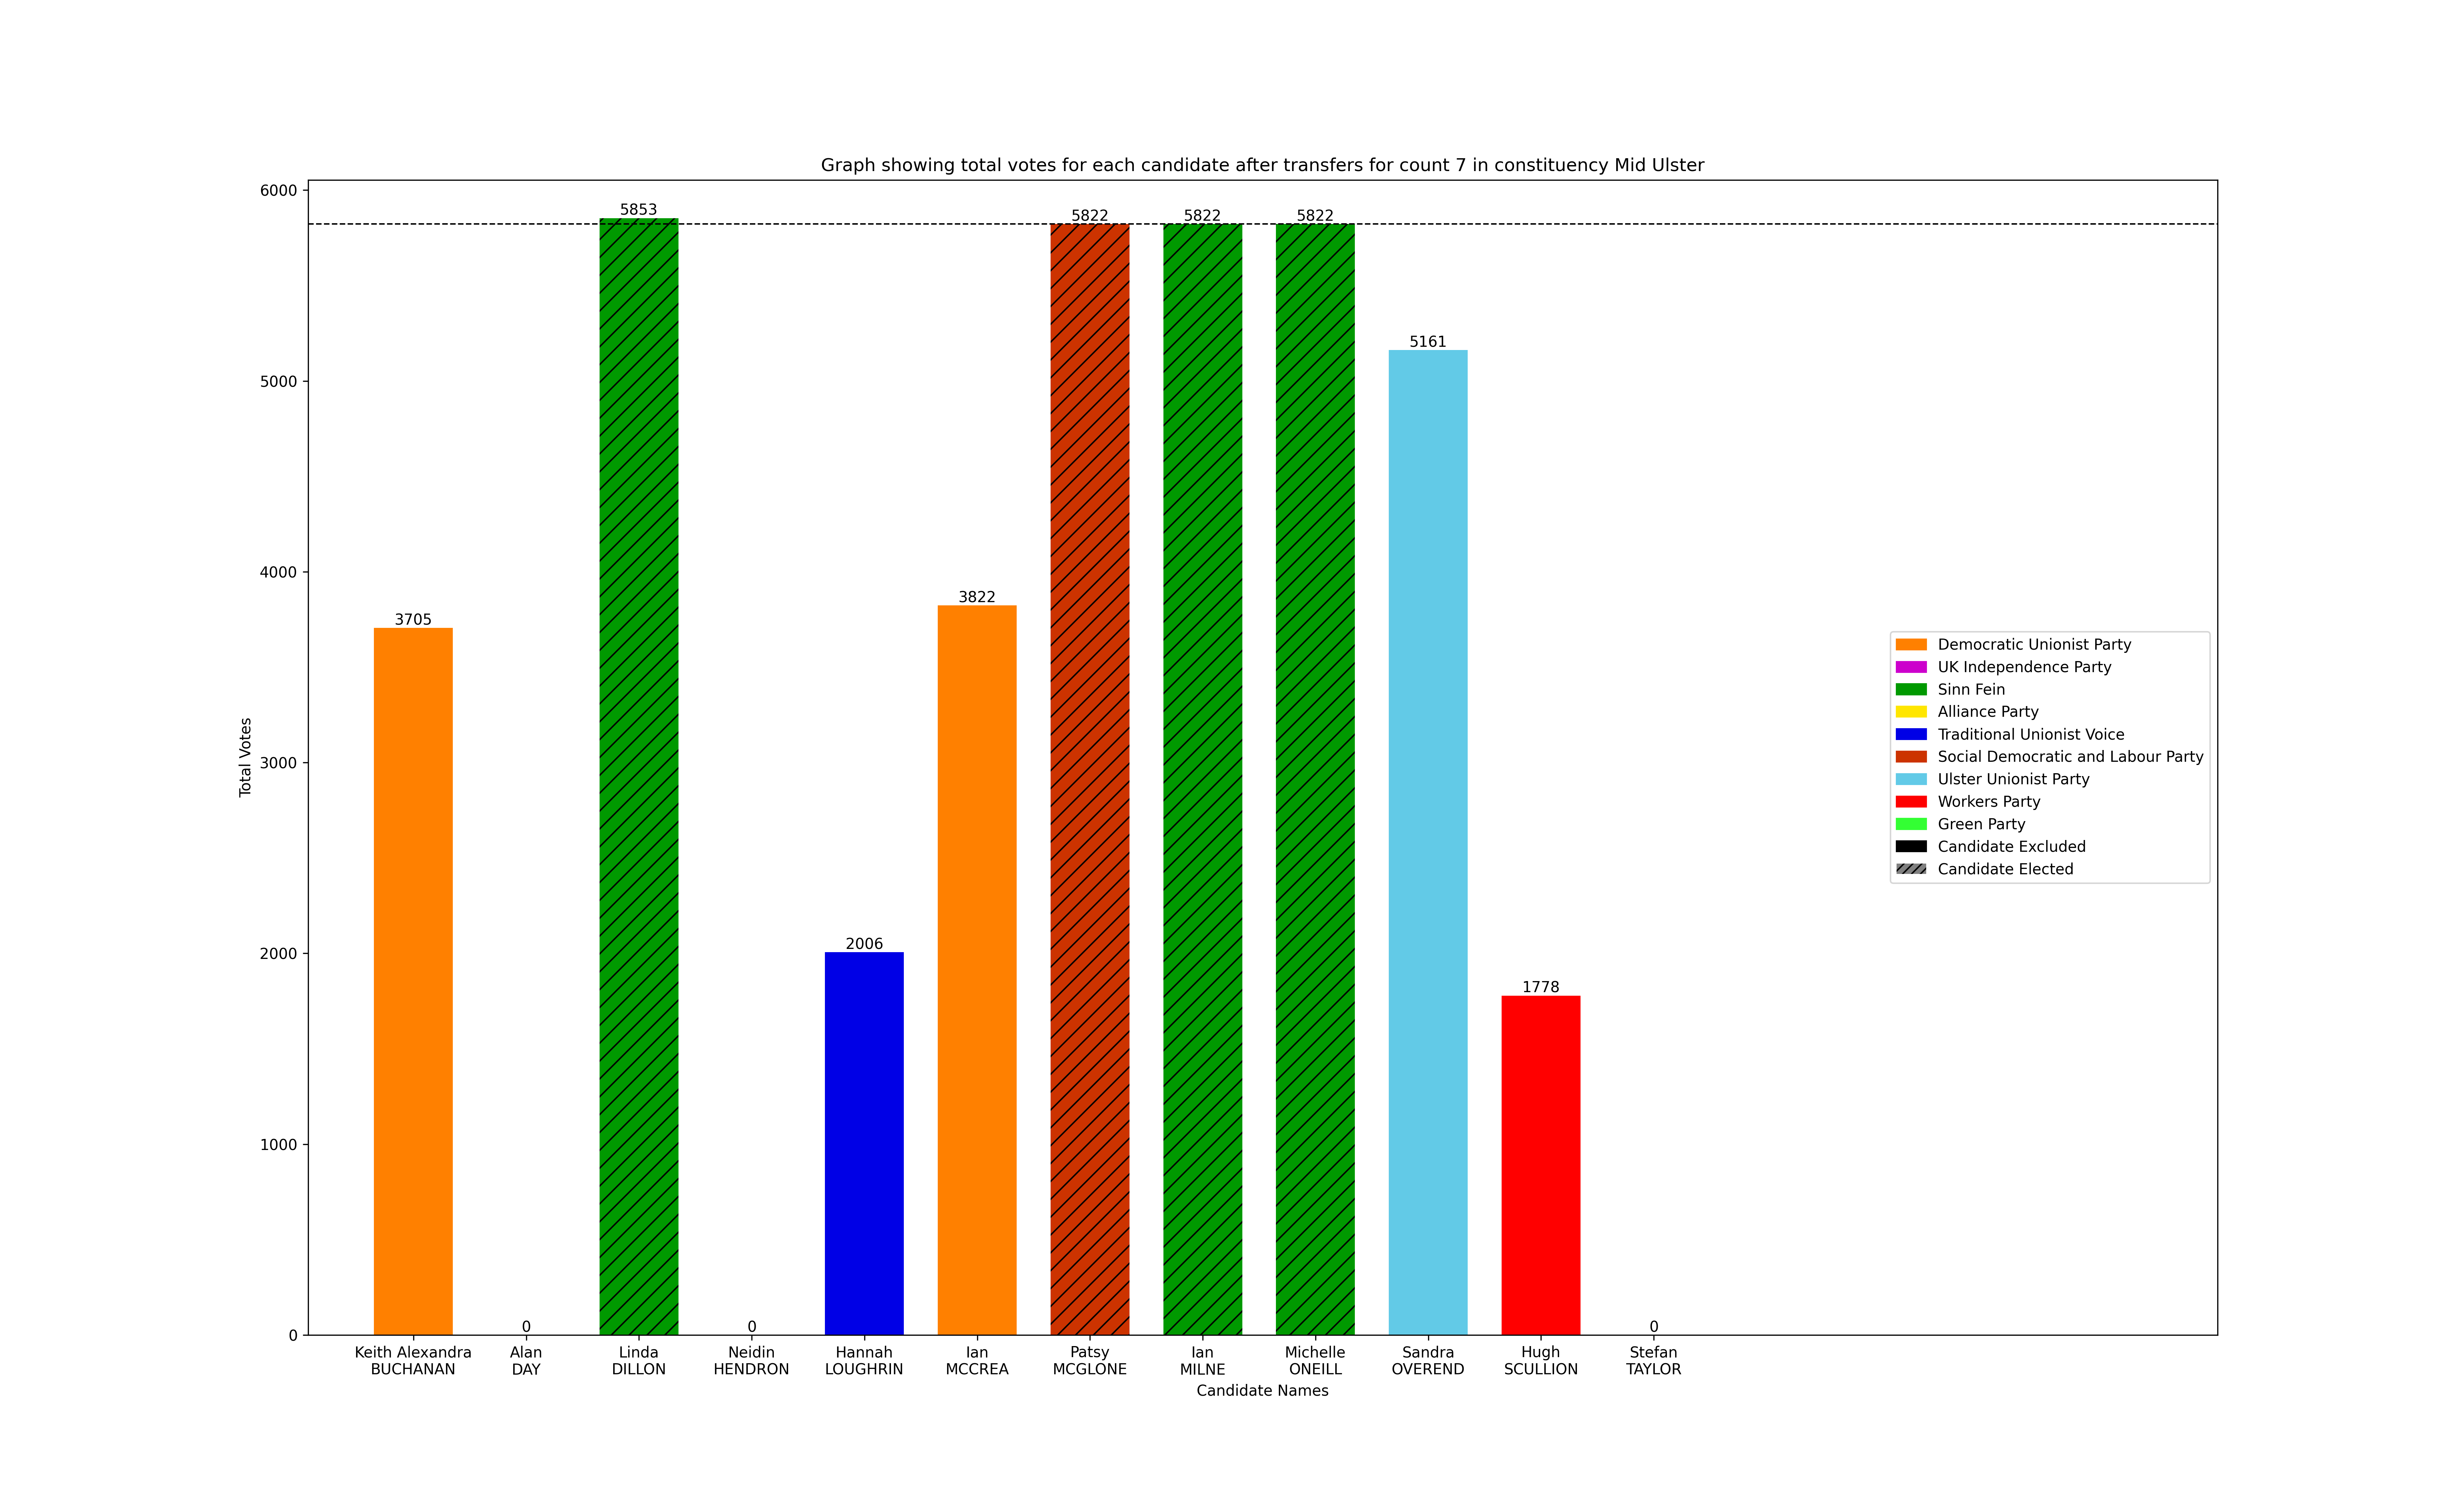 Graph showing total votes for each candidate after transfers for count 7 in constituency Mid Ulster
6000
5000
4000
3000
2000
1000
0
Total Votes
3705
0
5853
0
2006
3822
5822
5822
5822
5161
1778
0
Keith Alexandra
BUCHANAN
Alan
DAY
Linda
DILLON
Neidin
HENDRON
Hannah
LOUGHRIN
Ian
MCCREA
Patsy
MCGLONE
Ian
MILNE
Michelle
ONEILL
Sandra
OVEREND
Hugh
SCULLION
Stefan
TAYLOR
Candidate Names
Democratic Unionist Party
UK Independence Party
Sinn Fein
Alliance Party
Traditional Unionist Voice
Social Democratic and Labour Party
Ulster Unionist Party
Workers Party
Green Party
Candidate Excluded
Candidate Elected